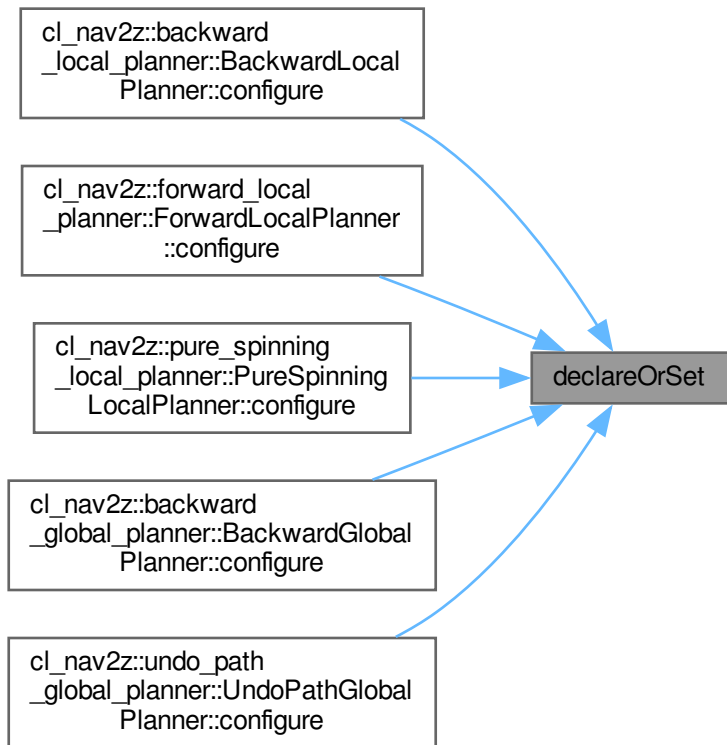 cl_nav2z::backward
_local_planner::BackwardLocal
Planner::configure
cl_nav2z::forward_local
_planner::ForwardLocalPlanner
::configure
cl_nav2z::pure_spinning
_local_planner::PureSpinning
LocalPlanner::configure
declareOrSet
cl_nav2z::backward
_global_planner::BackwardGlobal
Planner::configure
cl_nav2z::undo_path
_global_planner::UndoPathGlobal
Planner::configure